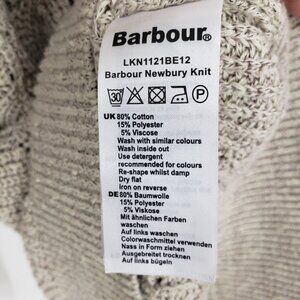 Barbour®
LKN1121BE12
Barbour Newbury Knit
30 P
UK 80% Cotton
15% Polyester
5% Viscose
Wash with similar colours
Wash inside out
Use detergent
recommended for colours
Re-shape whilst damp
Dry flat
Iron on reverse
DE 80% Baumwolle
15% Polyester
5% Viskose
Mit ähnlichen Farben
waschen
Auf links waschen
Colorwaschmittel verwenden
Nass in Form ziehen
Ausgebreitet trocknen
Auf links bügeln